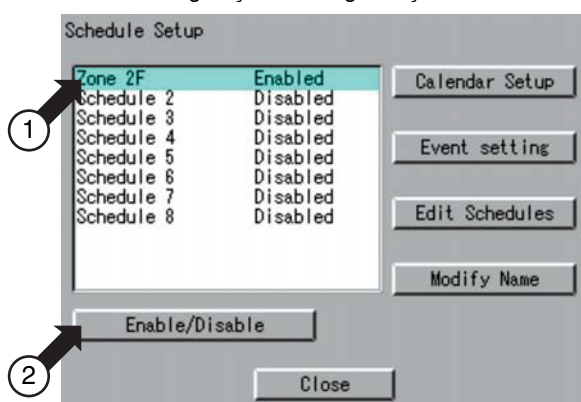 Schedule Setup
Zone 2F Enabled
Schedule 2 Disabled
Schedule 3 Disabled
Schedule 4 Disabled
Schedule 5 Disabled
Schedule 6 Disabled
Schedule 7 Disabled
Schedule 8 Disabled
Calendar Setup
Event setting
Edit Schedules
Modify Name
Enable/Disable
Close
1
2